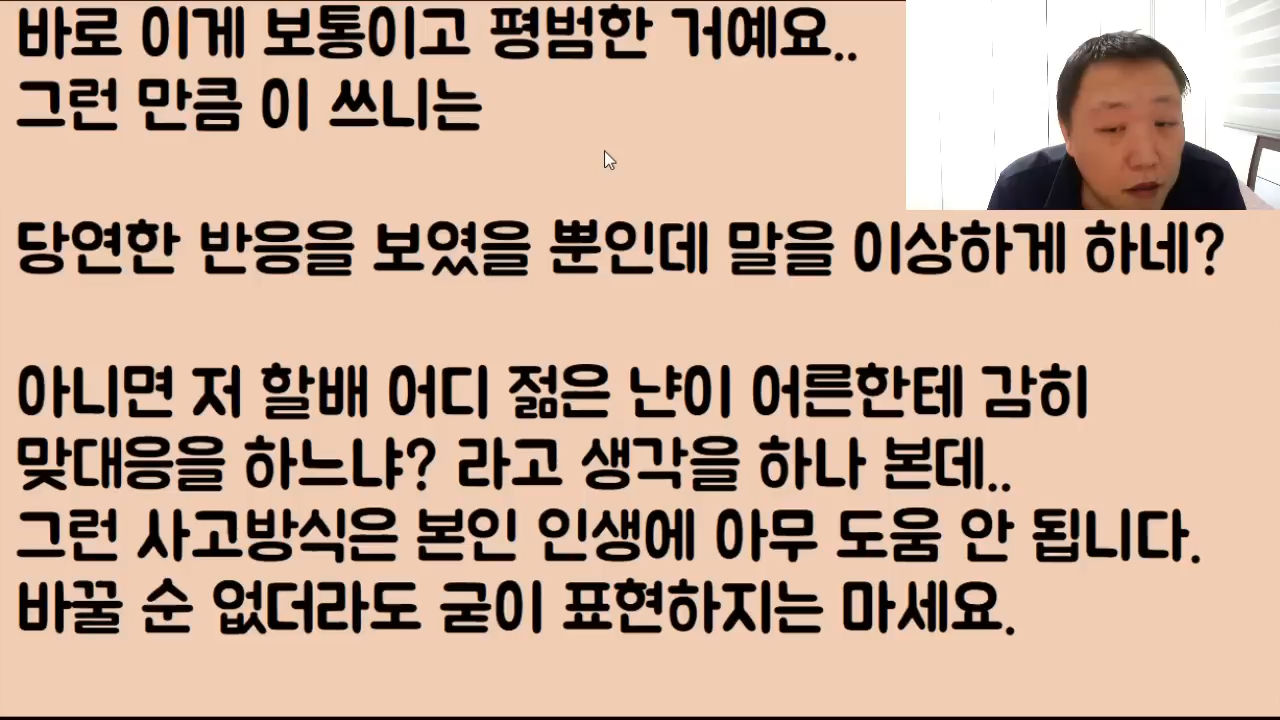 바로 이게 보통이고 평범한 거예요..
그런 만큼 이 쓰니는
당연한 반응을 보였을 뿐인데 말을 이상하게 하네?
아니면 저 할배 어디 젊은 냔이 어른한테 감히
맞대응을 하느냐? 라고 생각을 하나 본데..
그런 사고방식은 본인 인생에 아무 도움 안 됩니다.
바꿀 순 없더라도 굳이 표현하지는 마세요.